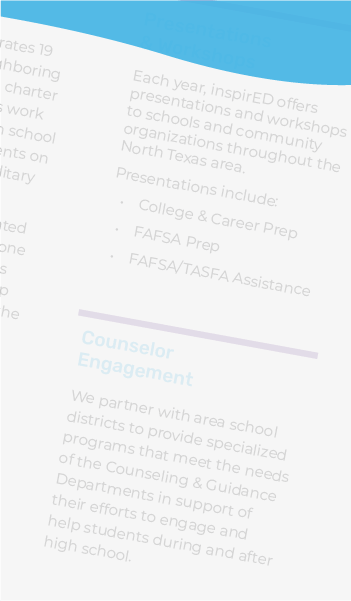 rates 19
ghboring
charter
work
school
ents on
litary
ated
one
s
p
he
Each year, inspirED offers
presentations and workshops
to schools and community
organizations throughout the
North Texas area.
Presentations include:
• College & Career Prep
• FAFSA Prep
• FAFSA/TASFA Assistance
Counselor
Engagement
We partner with area school
districts to provide specialized
programs that meet the needs
of the Counseling & Guidance
Departments in support of
their efforts to engage and
help students during and after
high school.